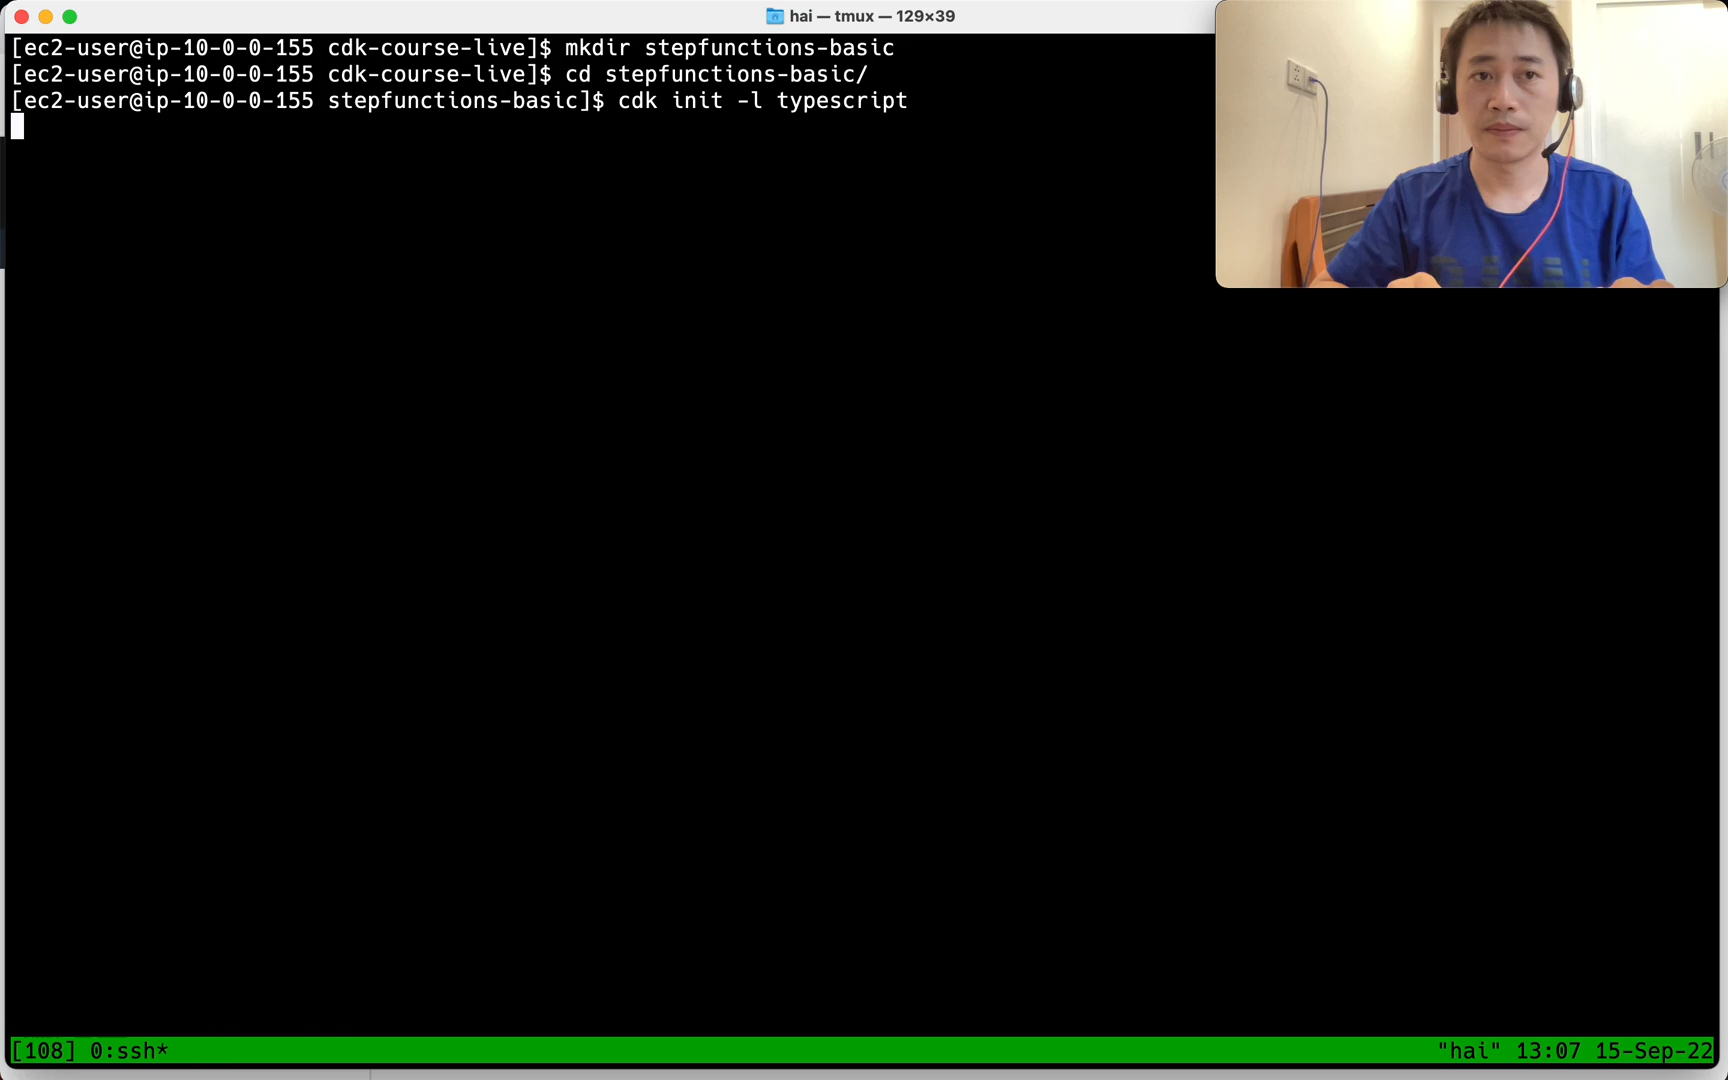 hai — tmux — 129×39
[ec2-user@ip-10-0-0-155 cdk-course-live]$ mkdir stepfunctions-basic
[ec2-user@ip-10-0-0-155 cdk-course-live]$ cd stepfunctions-basic/
[ec2-user@ip-10-0-0-155 stepfunctions-basic]$ cdk init -l typescript
[108] 0:ssh* "hai" 13:07 15-Sep-22